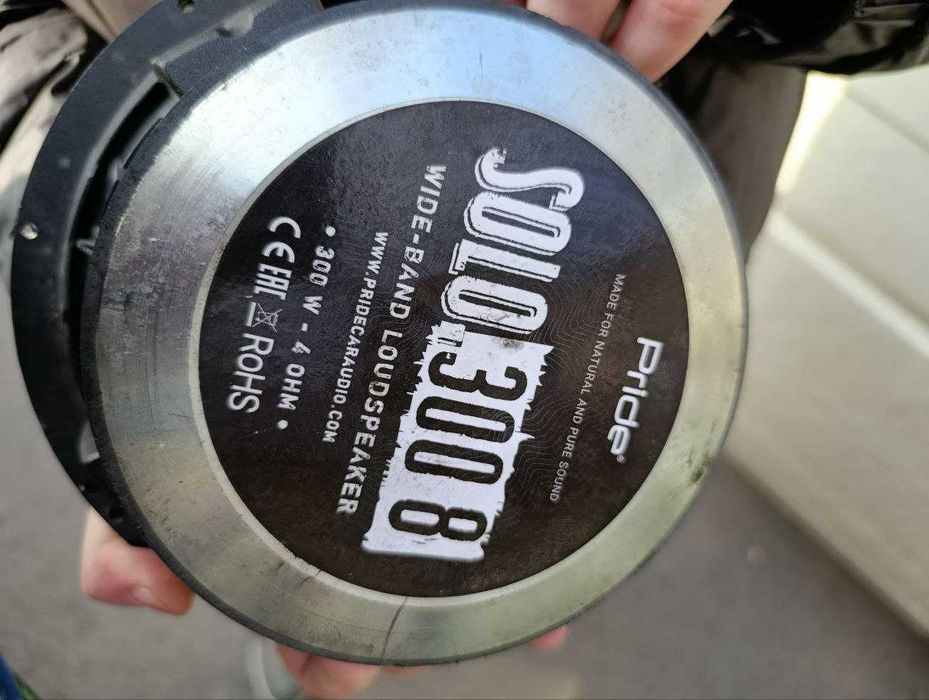 Pride®
MADE FOR NATURAL AND PURE SOUND
SOLO.300 8
WIDE-BAND LOUDSPEAKER
WWW.PRIDECARAUDIO.COM
• 300 W - 4 OHM •
CE EAC RoHS